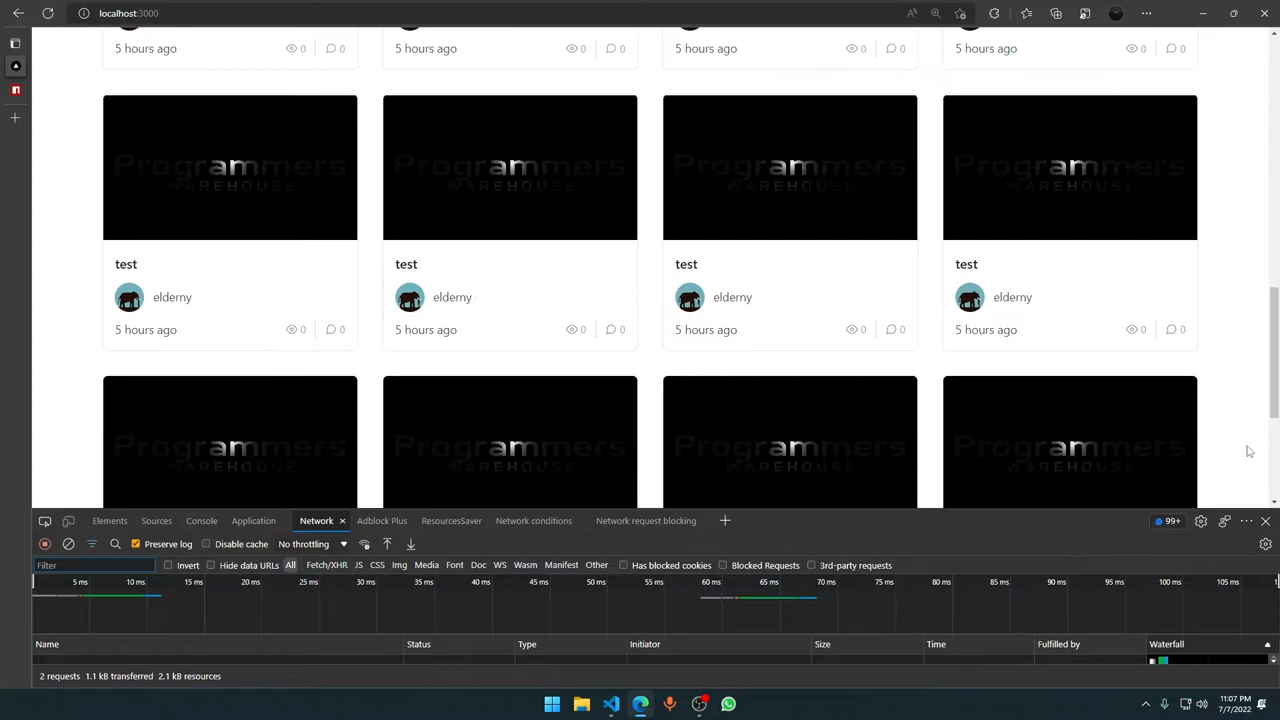 localhost:3000
5 hours ago 0 0 5 hours ago 0 0 5 hours ago 0 0 5 hours ago 0 0
Programmers Programmers Programmers Programmers
WAREHOUSE WAREHOUSE WAREHOUSE WAREHOUSE
test test test test
elderny elderny elderny elderny
5 hours ago 0 0 5 hours ago 0 0 5 hours ago 0 0 5 hours ago 0 0
Programmers Programmers Programmers Programmers
WAREHOUSE WAREHOUSE WAREHOUSE WAREHOUSE
Elements Sources Console Application Network Adblock Plus ResourcesSaver Network conditions Network request blocking 99+
Preserve log Disable cache No throttling
Filter Invert Hide data URLs All Fetch/XHR JS CSS Img Media Font Doc WS Wasm Manifest Other Has blocked cookies Blocked Requests 3rd-party requests
5 ms 10 ms 15 ms 20 ms 25 ms 30 ms 35 ms 40 ms 45 ms 50 ms 55 ms 60 ms 65 ms 70 ms 75 ms 80 ms 85 ms 90 ms 95 ms 100 ms 105 ms 1
Name Status Type Initiator Size Time Fulfilled by Waterfall
2 requests 1.1 kB transferred 2.1 kB resources
11:07 PM
7/7/2022